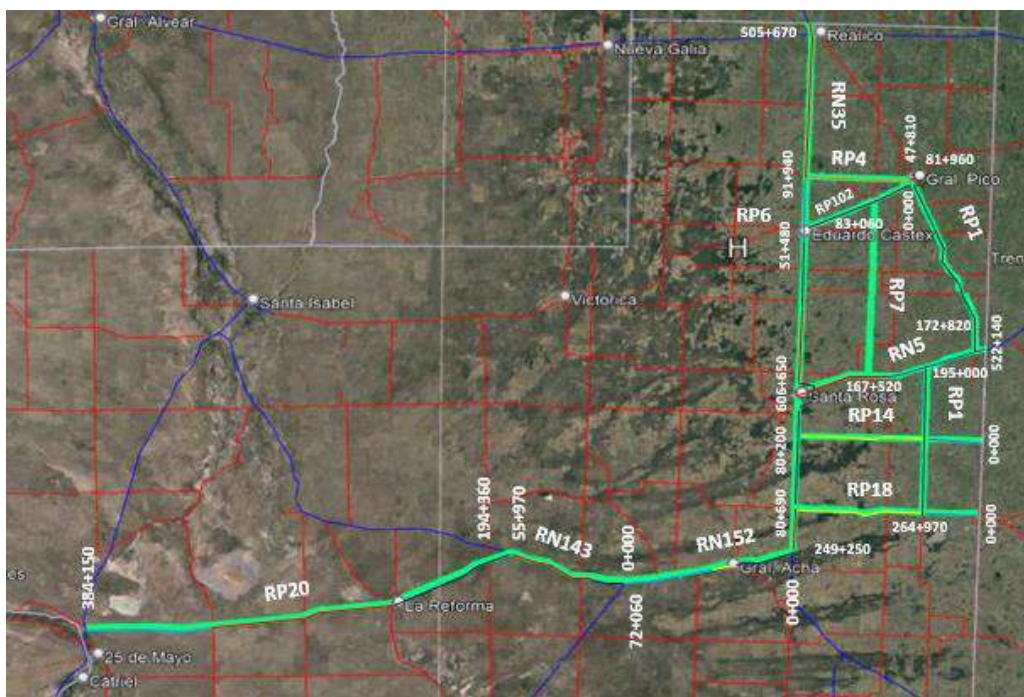 Gral. Alvear
Nueva Galia
505+670
Realico
RN35
47+810
RP4
81+960
91+940
Gral. Pico
RP102
0+000
RP6
83+060
RP1
51+480
Eduardo Castex
H
Tren
Santa Isabel
Victorica
RP7
172+820
522+140
RN5
195+000
606+650
167+520
Santa Rosa
RP1
RP14
80+200
0+000
RP18
194+360
55+970
80+690
264+970
0+000
RN143
0+000
RN152
249+250
384+150
os
Gral. Acha
RP20
La Reforma
72+060
0+000
25 de Mayo
Catriel